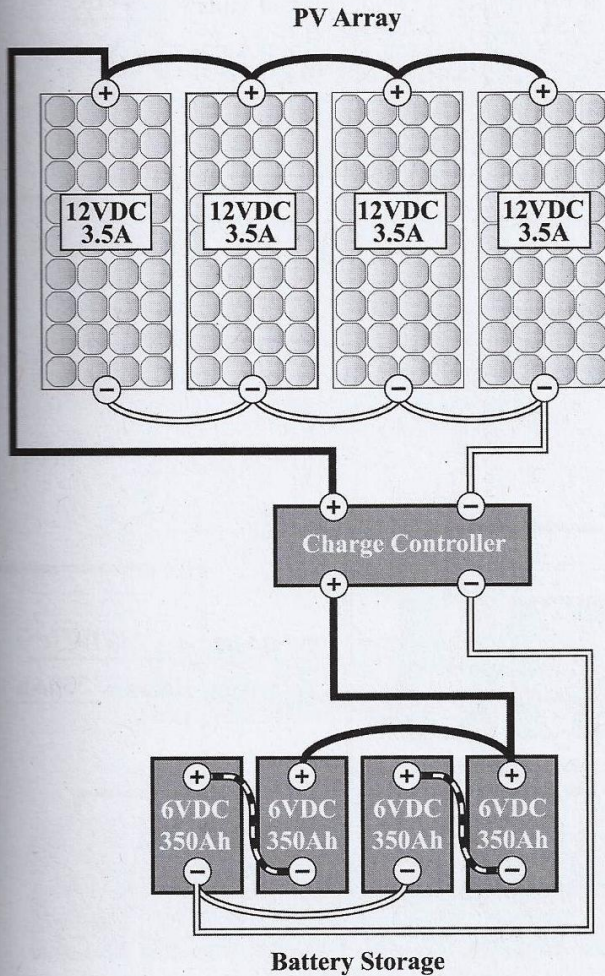 PV Array
+ + + +
12VDC 12VDC 12VDC 12VDC
3.5A 3.5A 3.5A 3.5A
− − − −
+ −
Charge Controller
+ −
+ + + +
6VDC 6VDC 6VDC 6VDC
350Ah 350Ah 350Ah 350Ah
− − − −
Battery Storage